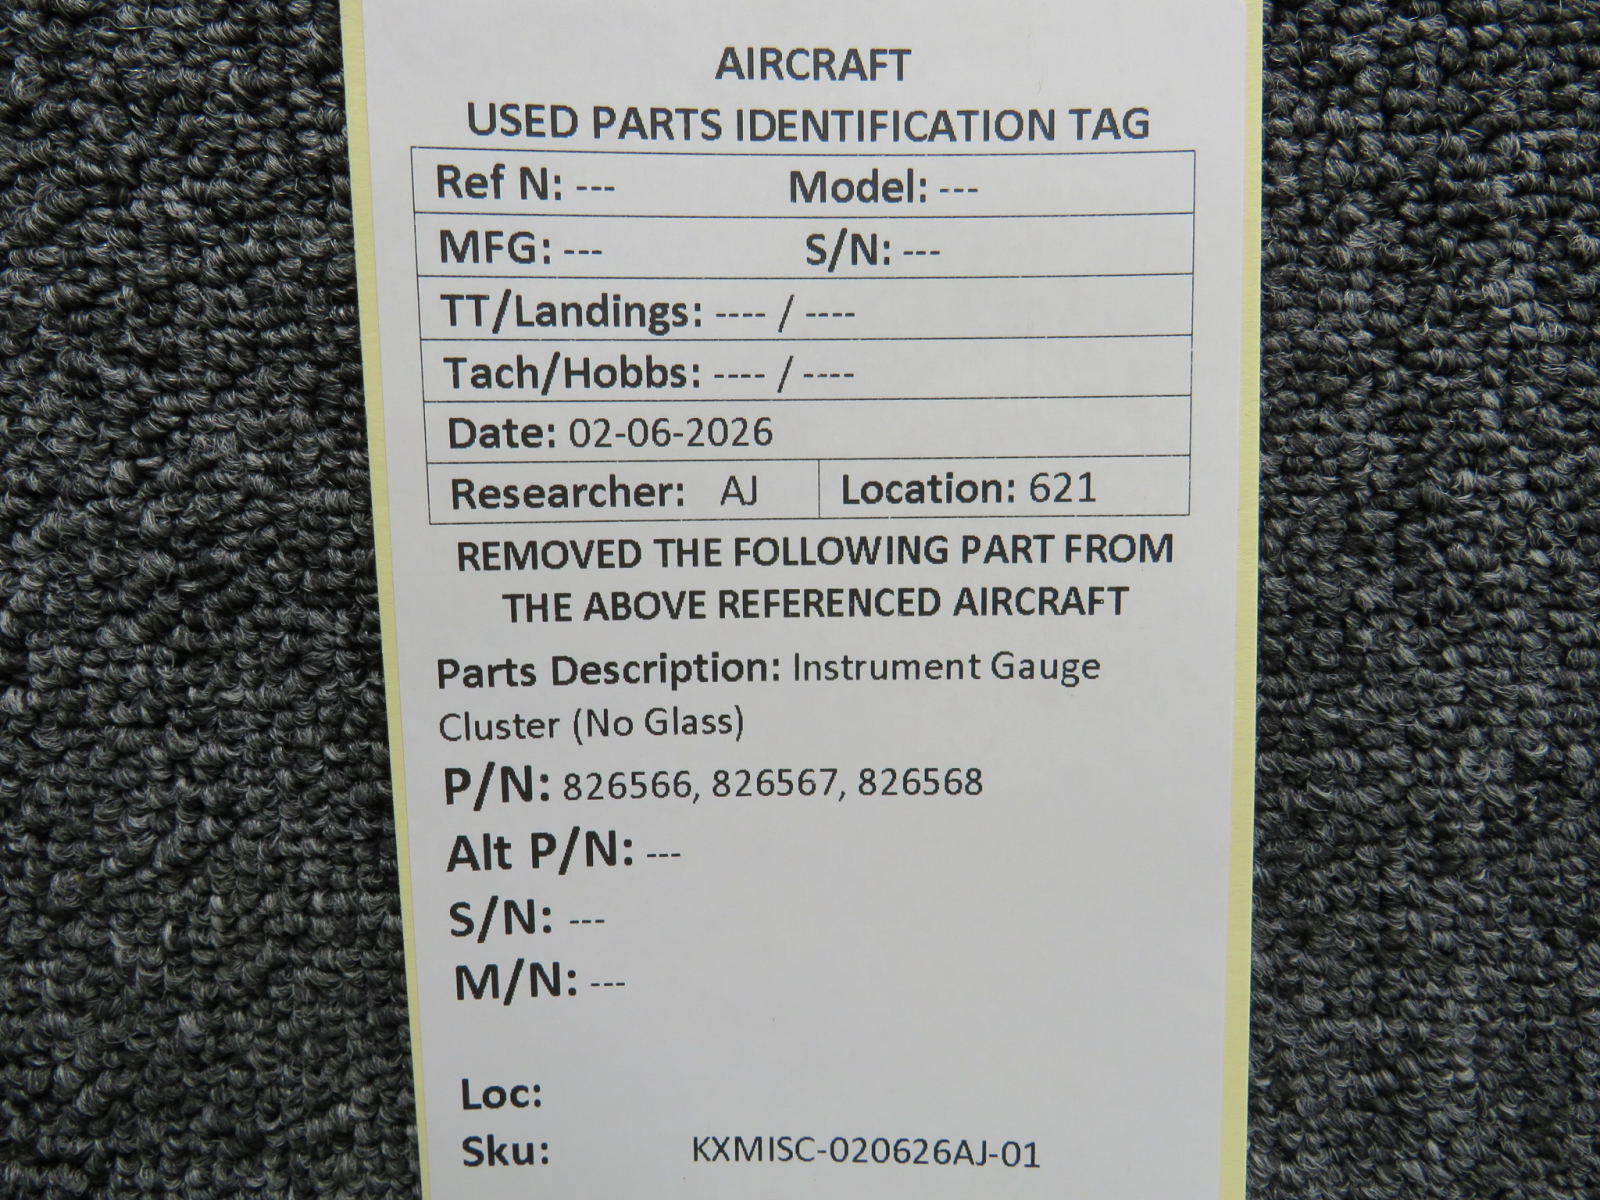 AIRCRAFT
USED PARTS IDENTIFICATION TAG
Ref N: --- Model: ---
MFG: --- S/N: ---
TT/Landings: ---- / ----
Tach/Hobbs: ---- / ----
Date: 02-06-2026
Researcher: AJ Location: 621
REMOVED THE FOLLOWING PART FROM
THE ABOVE REFERENCED AIRCRAFT
Parts Description: Instrument Gauge
Cluster (No Glass)
P/N: 826566, 826567, 826568
Alt P/N: ---
S/N: ---
M/N: ---
Loc:
Sku: KXMISC-020626AJ-01